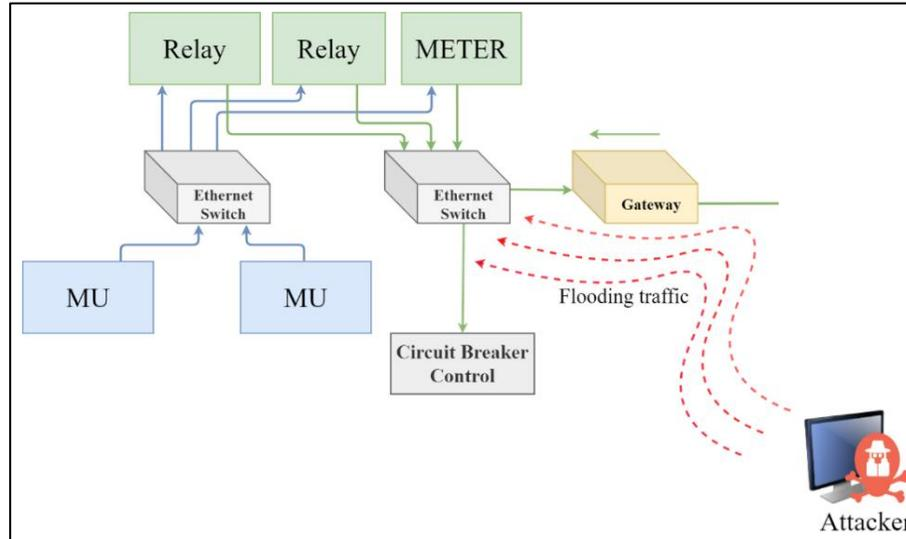 Relay
Relay
METER
Ethernet
Switch
Ethernet
Switch
Gateway
MU
MU
Flooding traffic
Circuit Breaker
Control
Attacker